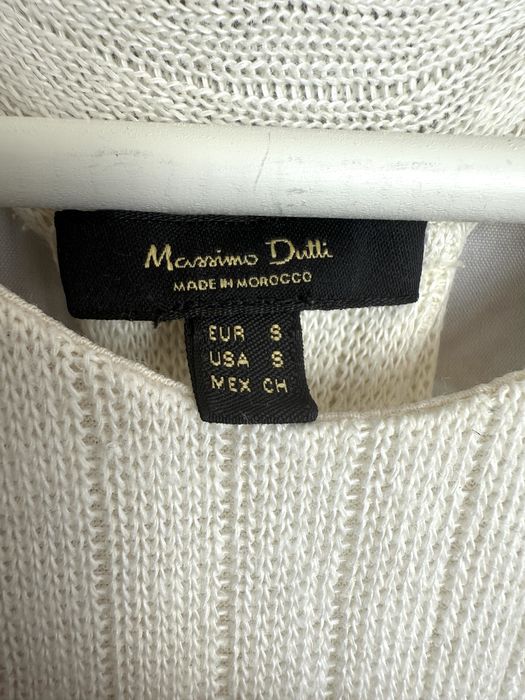 Massimo Dutti
MADE IN MOROCCO
EUR S
USA S
MEX CH